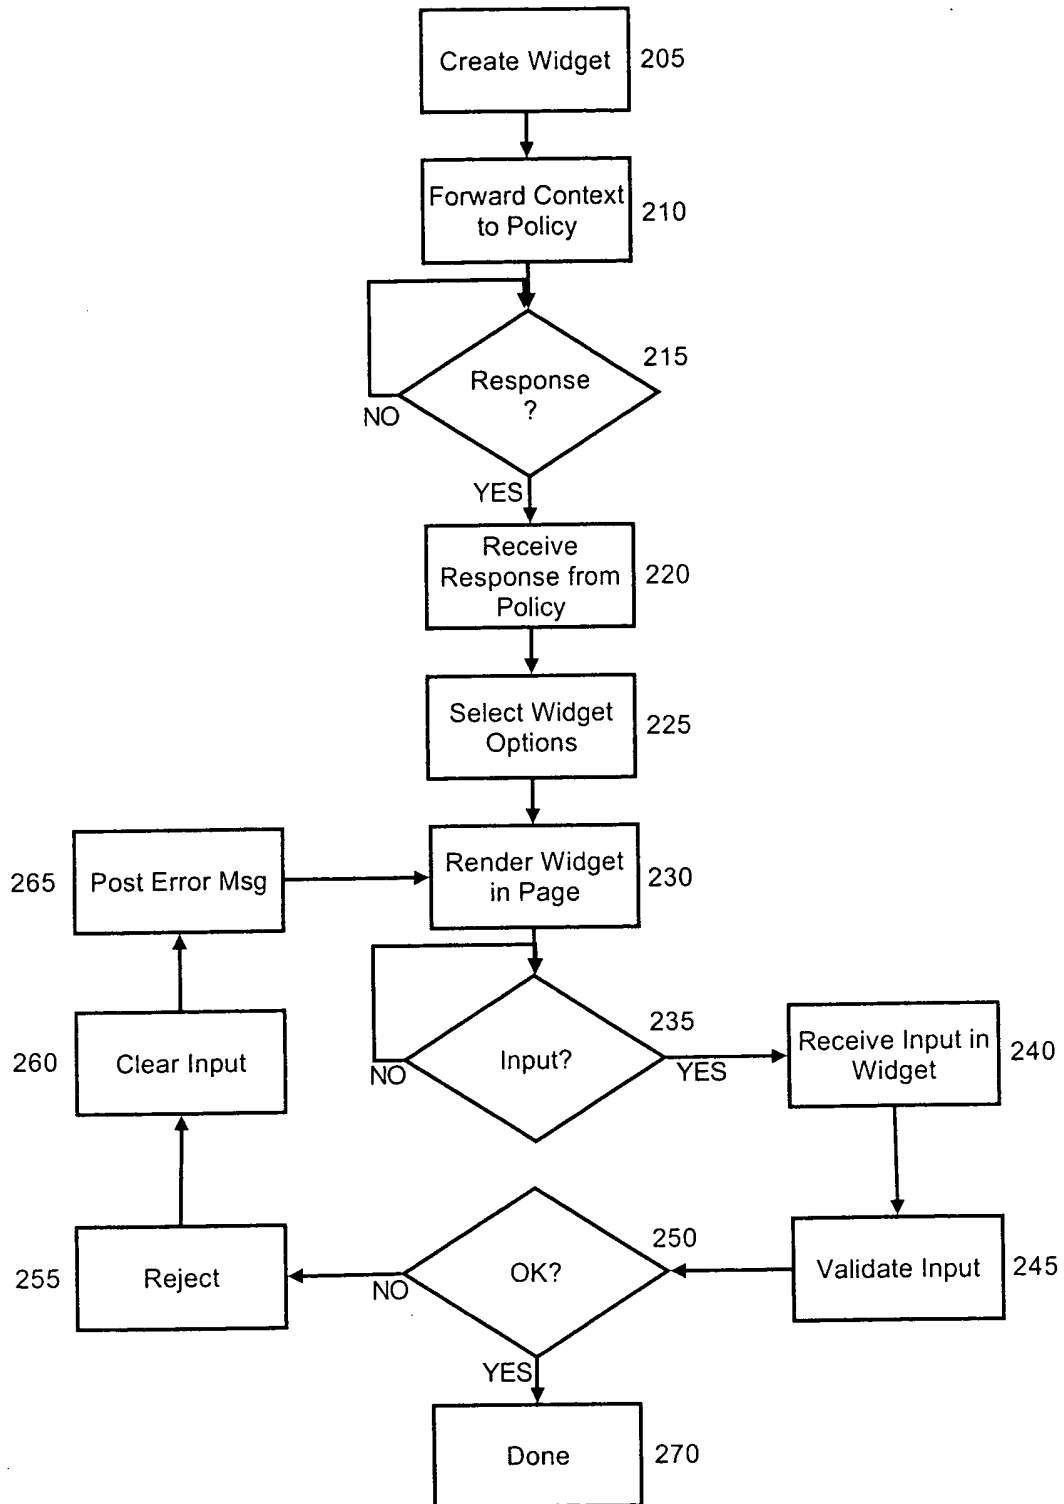 Create Widget
205
Forward Context
to Policy
210
215
Response
?
NO
YES
Receive
Response from
Policy
220
Select Widget
Options
225
265
Post Error Msg
Render Widget
in Page
230
235
Input?
NO
YES
Receive Input in
Widget
240
260
Clear Input
250
OK?
NO
YES
Validate Input
245
255
Reject
Done
270